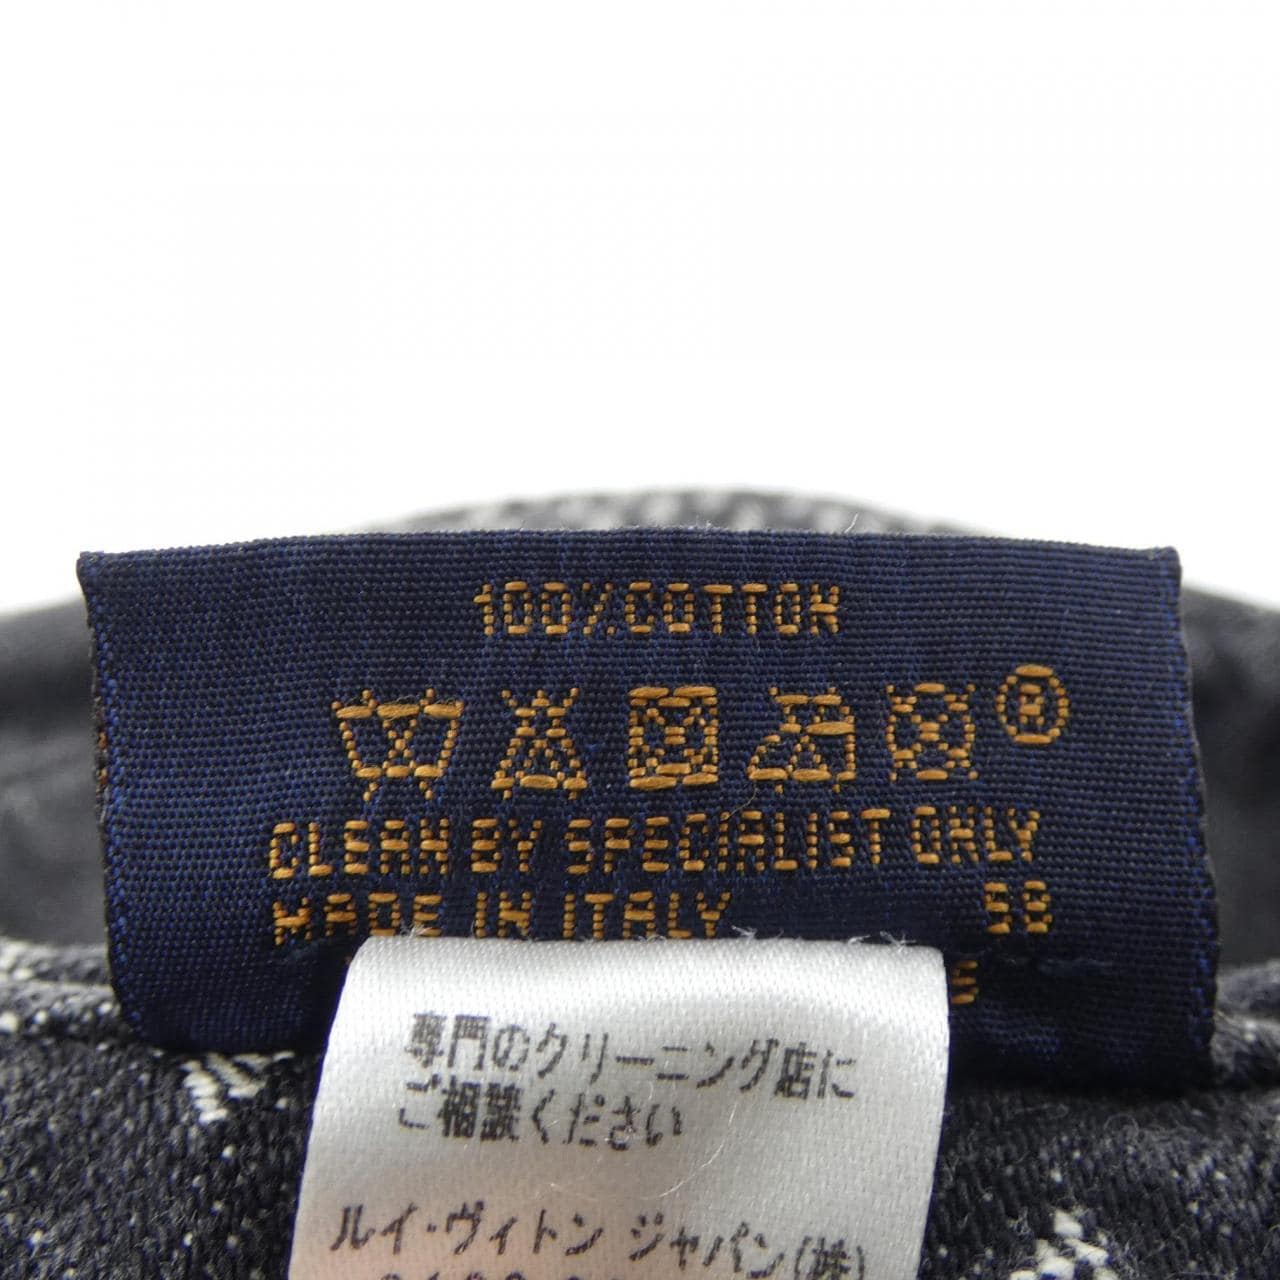 100% COTTON
®
CLEAN BY SPECIALIST ONLY
MADE IN ITALY 58
S
専門のクリーニング店に
ご相談ください
ルイ・ヴィトン ジャパン(株)